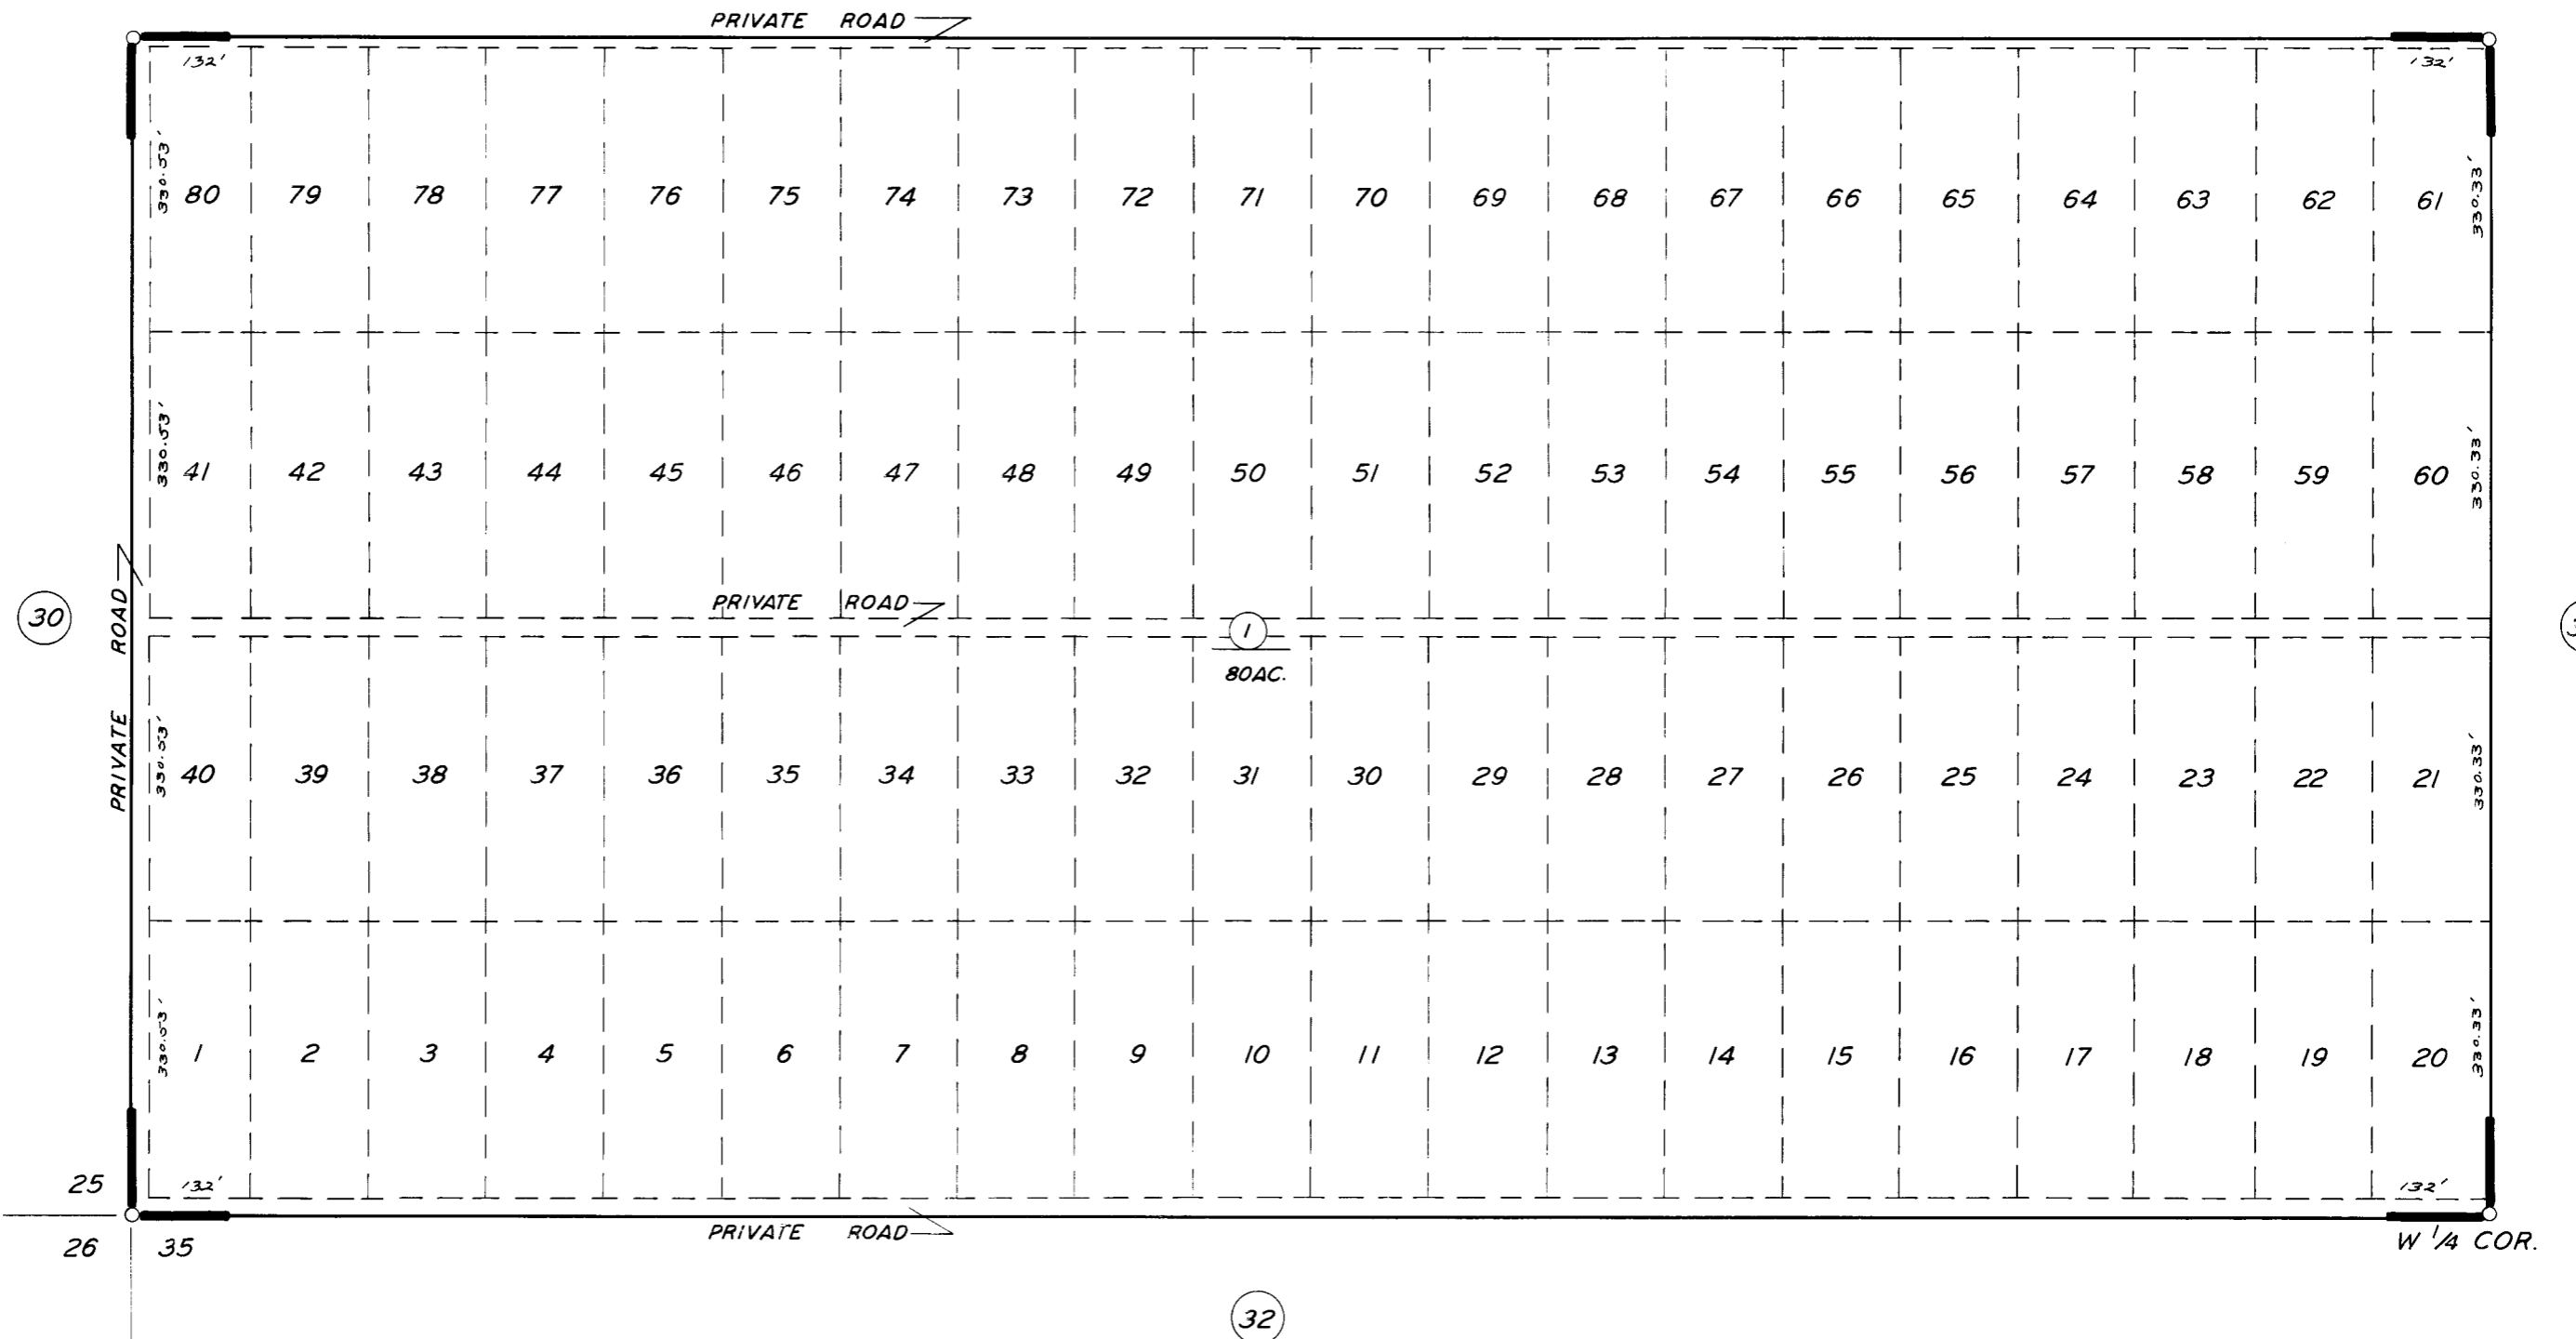 PRIVATE ROAD
132' 132'
330.53' 80 79 78 77 76 75 74 73 72 71 70 69 68 67 66 65 64 63 62 61 330.33'
330.53' 41 42 43 44 45 46 47 48 49 50 51 52 53 54 55 56 57 58 59 60 330.33'
PRIVATE ROAD
30
PRIVATE ROAD
1
80AC.
330.53' 40 39 38 37 36 35 34 33 32 31 30 29 28 27 26 25 24 23 22 21 330.33'
330.53' 1 2 3 4 5 6 7 8 9 10 11 12 13 14 15 16 17 18 19 20 330.33'
25 132' 132'
PRIVATE ROAD
26 35 W 1/4 COR.
32